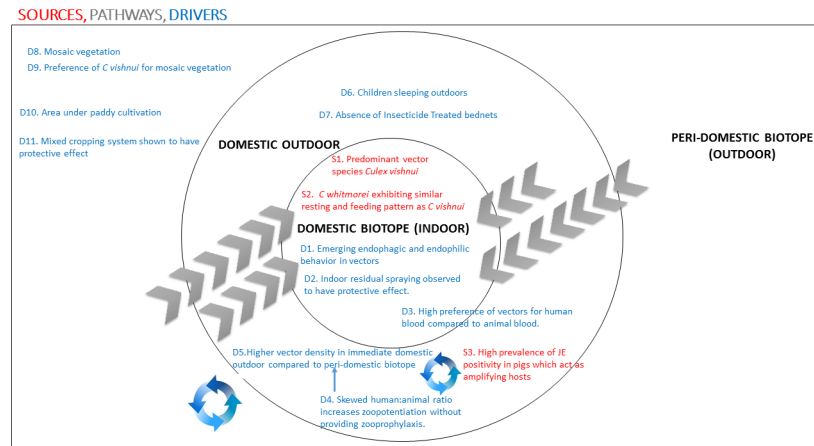 SOURCES, PATHWAYS, DRIVERS
D8. Mosaic vegetation
D9. Preference of C vishnui for mosaic vegetation
D10. Area under paddy cultivation
D11. Mixed cropping system shown to have
protective effect
D6. Children sleeping outdoors
D7. Absence of Insecticide Treated bednets
DOMESTIC OUTDOOR
PERI-DOMESTIC BIOTOPE
(OUTDOOR)
S1. Predominant vector
species Culex vishnui
S2. C whitmorei exhibiting similar
resting and feeding pattern as C vishnui
DOMESTIC BIOTOPE (INDOOR)
D1. Emerging endophagic and endophilic
behavior in vectors
D2. Indoor residual spraying observed
to have protective effect.
D3. High preference of vectors for human
blood compared to animal blood.
D5.Higher vector density in immediate domestic
outdoor compared to peri-domestic biotope
S3. High prevalence of JE
positivity in pigs which act as
amplifying hosts
D4. Skewed human:animal ratio
increases zoopotentiation without
providing zooprophylaxis.